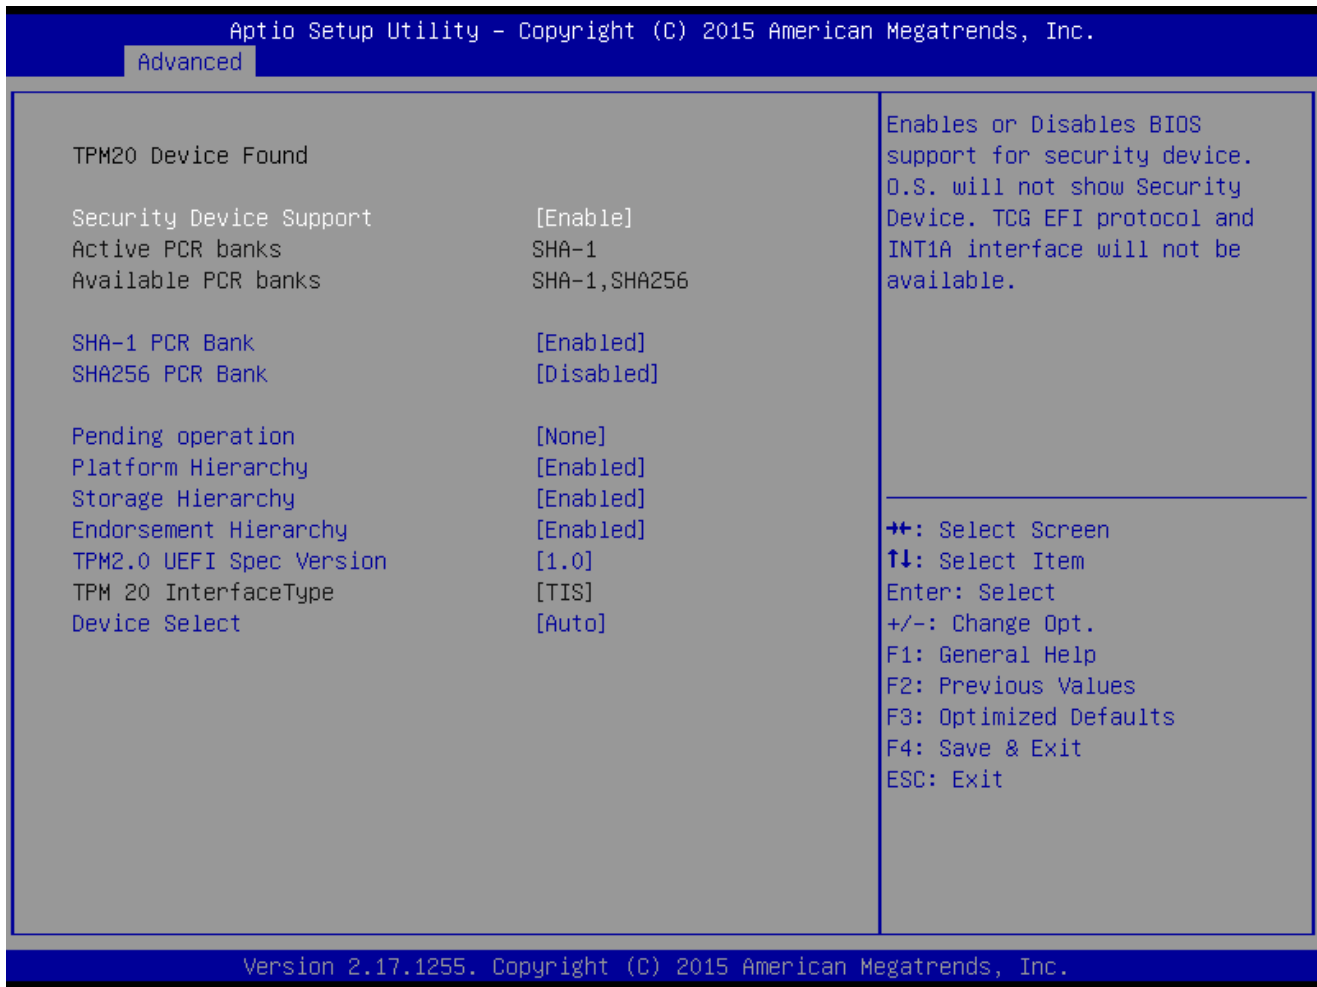 Aptio Setup Utility – Copyright (C) 2015 American Megatrends, Inc.
Advanced
TPM20 Device Found
Security Device Support [Enable]
Active PCR banks SHA-1
Available PCR banks SHA-1,SHA256
SHA-1 PCR Bank [Enabled]
SHA256 PCR Bank [Disabled]
Pending operation [None]
Platform Hierarchy [Enabled]
Storage Hierarchy [Enabled]
Endorsement Hierarchy [Enabled]
TPM2.0 UEFI Spec Version [1.0]
TPM 20 InterfaceType [TIS]
Device Select [Auto]
Enables or Disables BIOS
support for security device.
O.S. will not show Security
Device. TCG EFI protocol and
INT1A interface will not be
available.
→←: Select Screen
↑↓: Select Item
Enter: Select
+/-: Change Opt.
F1: General Help
F2: Previous Values
F3: Optimized Defaults
F4: Save & Exit
ESC: Exit
Version 2.17.1255. Copyright (C) 2015 American Megatrends, Inc.